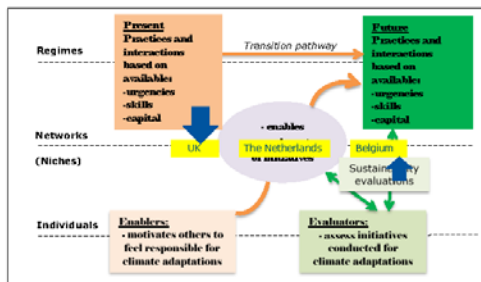 Regimes
Present
Practices and
interactions
based on
available:
-urgencies
-skills
-capital
Transition pathway
Future
Practices and
interactions
based on
available:
-urgencies
-skills
-capital
Networks
(Niches)
- enables
UK
The Netherlands
Belgium
initiatives
evaluations
Individuals
Enablers:
- motivates others to
feel responsible for
climate adaptations
Evaluators:
- assess initiatives
conducted for
climate adaptations